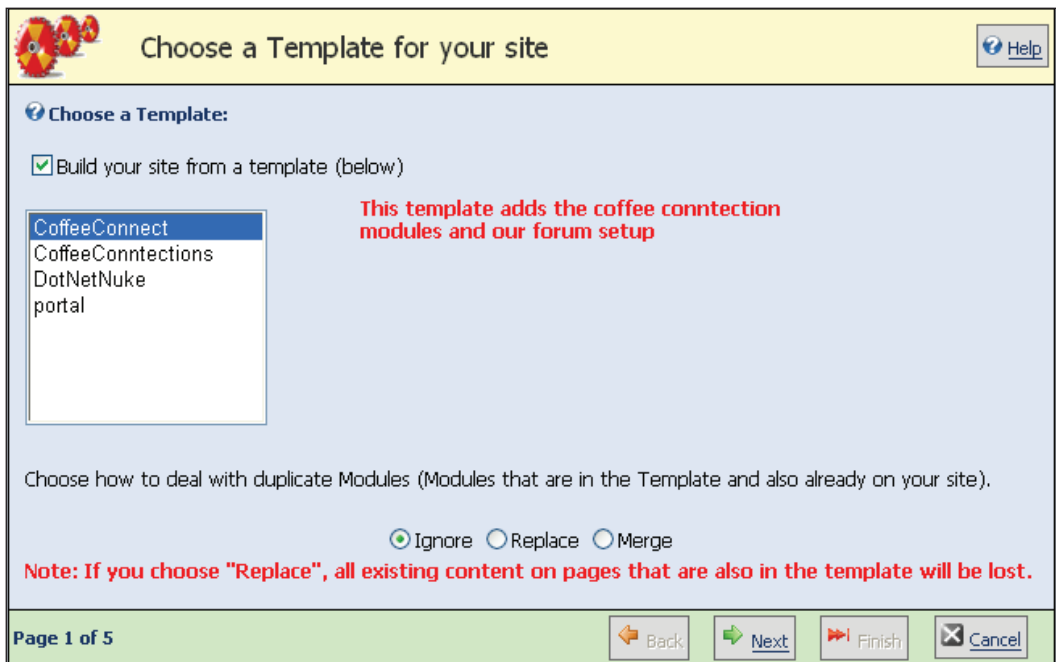 Choose a Template for your site
Help
Choose a Template:
Build your site from a template (below)
This template adds the coffee conntection
modules and our forum setup
CoffeeConnect
CoffeeConntections
DotNetNuke
portal
Choose how to deal with duplicate Modules (Modules that are in the Template and also already on your site).
Ignore Replace Merge
Note: If you choose "Replace", all existing content on pages that are also in the template will be lost.
Page 1 of 5 Back Next Finish Cancel